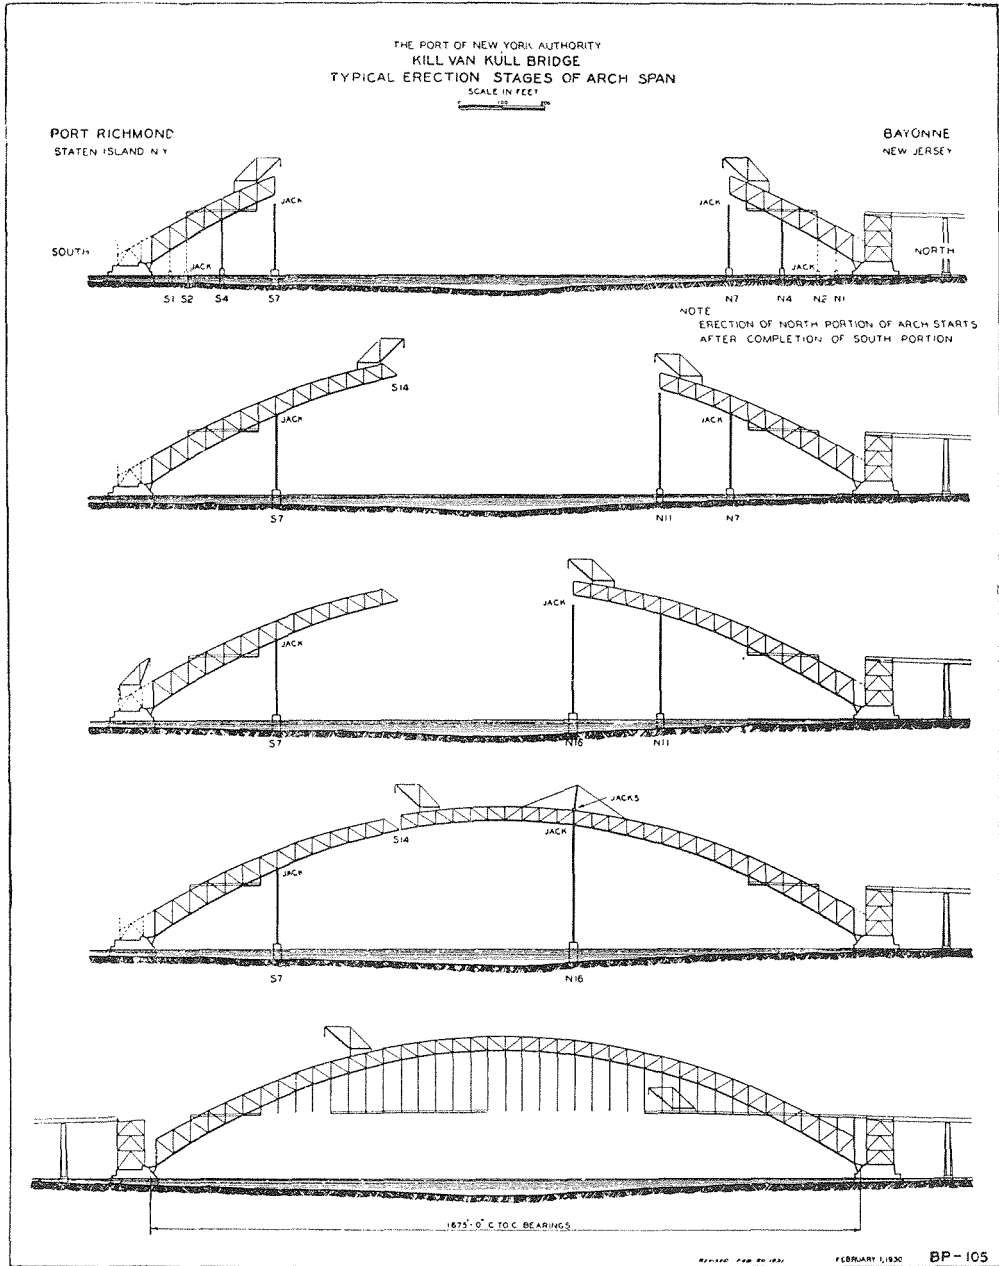 THE PORT OF NEW YORK AUTHORITY
KILL VAN KULL BRIDGE
TYPICAL ERECTION STAGES OF ARCH SPAN
SCALE IN FEET
0 100 200
PORT RICHMOND
STATEN ISLAND N Y
BAYONNE
NEW JERSEY
JACK JACK
SOUTH JACK JACK NORTH
S1 S2 S4 S7 N7 N4 N2 N1
NOTE
ERECTION OF NORTH PORTION OF ARCH STARTS
AFTER COMPLETION OF SOUTH PORTION
S14
JACK JACK
S7 N11 N7
JACK
JACK
S7 N16 N11
JACKS
S14 JACK
JACK
S7 N16
1675'-0" C TO C BEARINGS
REVISED FEB 20 1931 FEBRUARY 1, 1930 BP-105